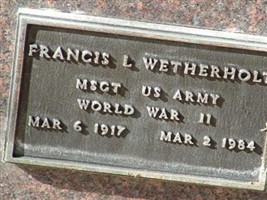 FRANCIS L WETHERHOLT
MSGT US ARMY
WORLD WAR II
MAR 6 1917 MAR 2 1984